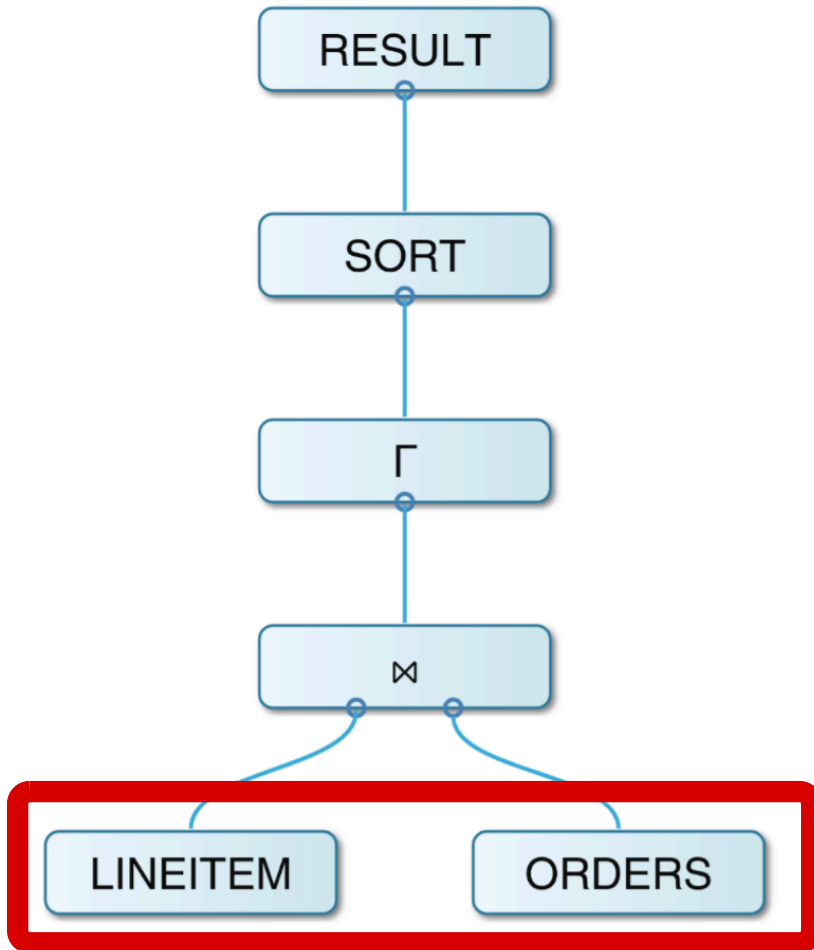 RESULT
SORT
Γ
⋈
LINEITEM
ORDERS